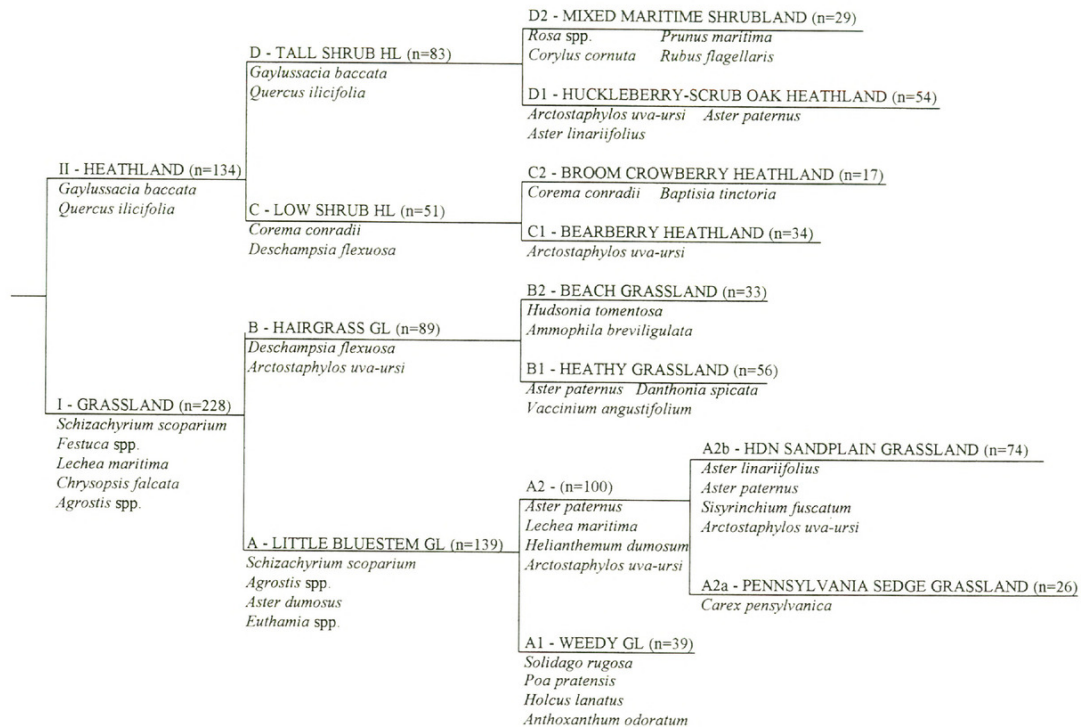 D2 - MIXED MARITIME SHRUBLAND (n=29)
Rosa spp. Prunus maritima
Corylus cornuta Rubus flagellaris
D - TALL SHRUB HL (n=83)
Gaylussacia baccata
Quercus ilicifolia
D1 - HUCKLEBERRY-SCRUB OAK HEATHLAND (n=54)
Arctostaphylos uva-ursi Aster paternus
Aster linariifolius
II - HEATHLAND (n=134)
Gaylussacia baccata
Quercus ilicifolia
C2 - BROOM CROWBERRY HEATHLAND (n=17)
Corema conradii Baptisia tinctoria
C - LOW SHRUB HL (n=51)
Corema conradii
Deschampsia flexuosa
C1 - BEARBERRY HEATHLAND (n=34)
Arctostaphylos uva-ursi
B2 - BEACH GRASSLAND (n=33)
Hudsonia tomentosa
Ammophila breviligulata
B - HAIRGRASS GL (n=89)
Deschampsia flexuosa
Arctostaphylos uva-ursi
B1 - HEATHY GRASSLAND (n=56)
Aster paternus Danthonia spicata
Vaccinium angustifolium
I - GRASSLAND (n=228)
Schizachyrium scoparium
Festuca spp.
Lechea maritima
Chrysopsis falcata
Agrostis spp.
A2b - HDN SANDPLAIN GRASSLAND (n=74)
Aster linariifolius
Aster paternus
Sisyrinchium fuscatum
Arctostaphylos uva-ursi
A2 - (n=100)
Aster paternus
Lechea maritima
Helianthemum dumosum
Arctostaphylos uva-ursi
A - LITTLE BLUESTEM GL (n=139)
Schizachyrium scoparium
Agrostis spp.
Aster dumosus
Euthamia spp.
A2a - PENNSYLVANIA SEDGE GRASSLAND (n=26)
Carex pensylvanica
A1 - WEEDY GL (n=39)
Solidago rugosa
Poa pratensis
Holcus lanatus
Anthoxanthum odoratum